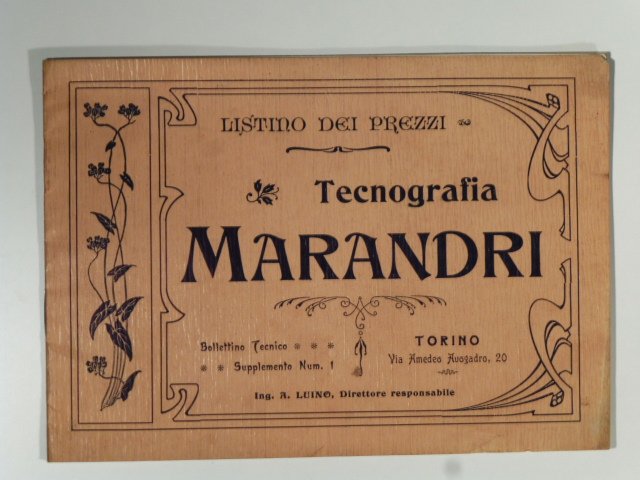 LISTINO DEI PREZZI
Tecnografia
MARANDRI
Bollettino Tecnico * * *
* * Supplemento Num. 1
TORINO
Via Amedeo Avogadro, 20
Ing. A. LUINO, Direttore responsabile